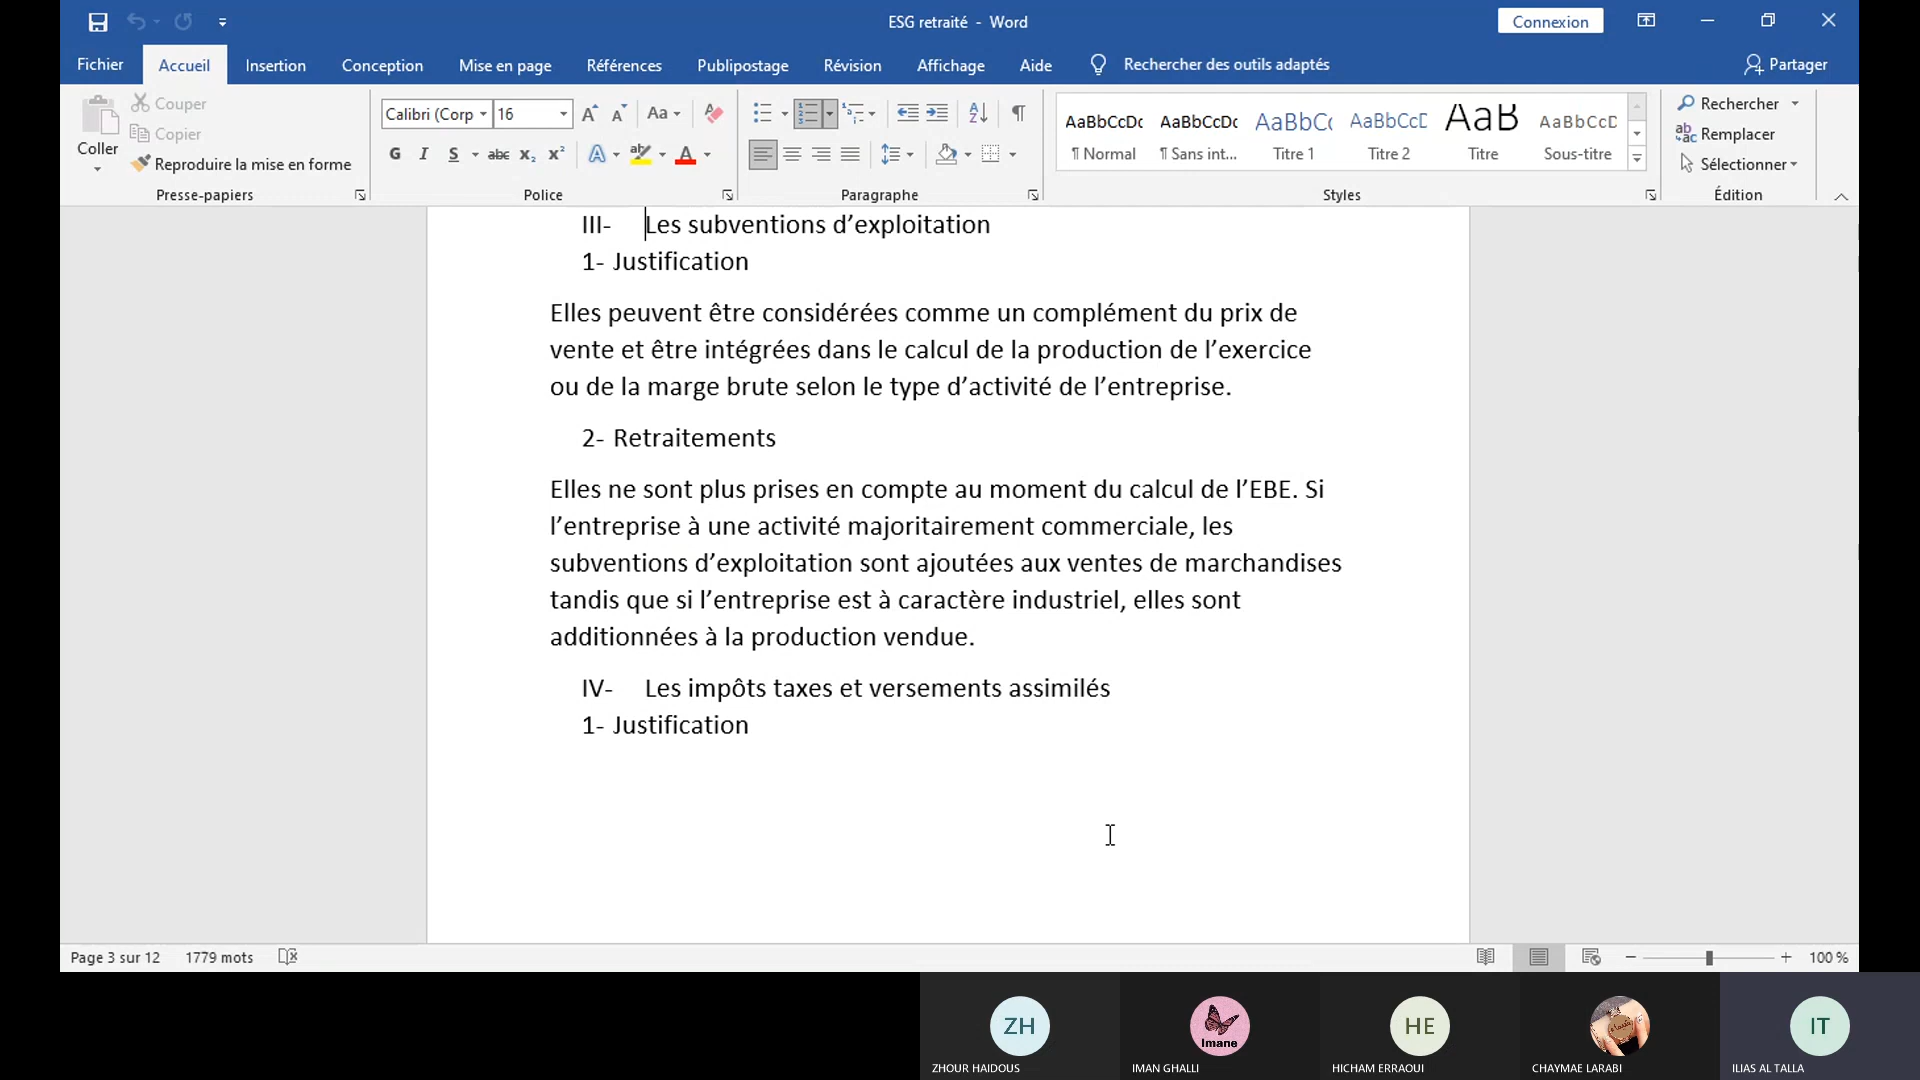 ESG retraité - Word
Connexion
Fichier
Accueil
Insertion
Conception
Mise en page
Références
Publipostage
Révision
Affichage
Aide
Rechercher des outils adaptés
Partager
Coller
Couper
Copier
Reproduire la mise en forme
Presse-papiers
Calibri (Corp
16
Aa
G I S abc x₂ x²
A
Police
Paragraphe
AaBbCcDc
¶ Normal
AaBbCcDc
¶ Sans int...
AaBbCc
Titre 1
AaBbCcD
Titre 2
AaB
Titre
AaBbCcD
Sous-titre
Styles
Rechercher
Remplacer
Sélectionner
Édition
III- Les subventions d’exploitation
1- Justification
Elles peuvent être considérées comme un complément du prix de
vente et être intégrées dans le calcul de la production de l’exercice
ou de la marge brute selon le type d’activité de l’entreprise.
2- Retraitements
Elles ne sont plus prises en compte au moment du calcul de l’EBE. Si
l’entreprise à une activité majoritairement commerciale, les
subventions d’exploitation sont ajoutées aux ventes de marchandises
tandis que si l’entreprise est à caractère industriel, elles sont
additionnées à la production vendue.
IV- Les impôts taxes et versements assimilés
1- Justification
Page 3 sur 12
1779 mots
100 %
ZH
ZHOUR HAIDOUS
Imane
IMAN GHALLI
HE
HICHAM ERRAOUI
CHAYMAE LARABI
IT
ILIAS AL TALLA